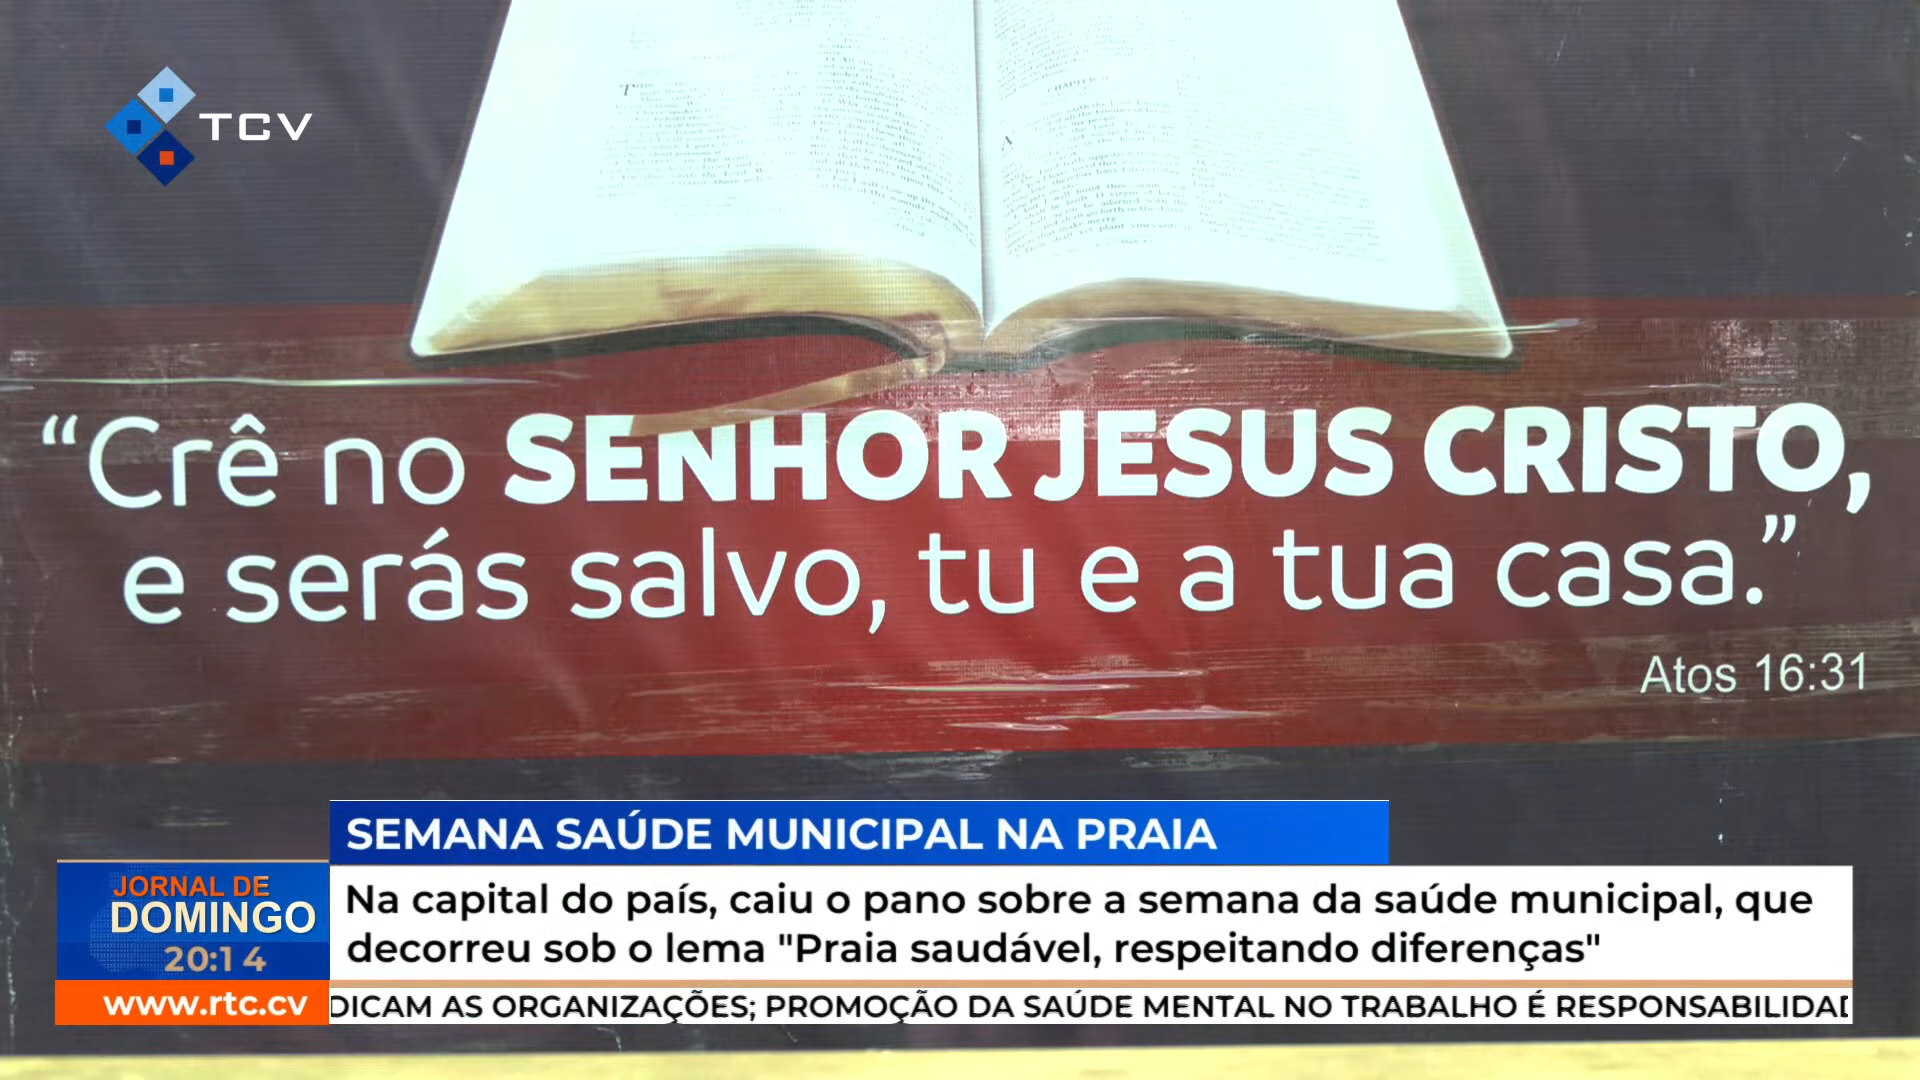 TCV
“Crê no SENHOR JESUS CRISTO,
e serás salvo, tu e a tua casa.”
Atos 16:31
SEMANA SAÚDE MUNICIPAL NA PRAIA
JORNAL DE
DOMINGO
20:14
Na capital do país, caiu o pano sobre a semana da saúde municipal, que
decorreu sob o lema "Praia saudável, respeitando diferenças"
www.rtc.cv
DICAM AS ORGANIZAÇÕES; PROMOÇÃO DA SAÚDE MENTAL NO TRABALHO É RESPONSABILIDA